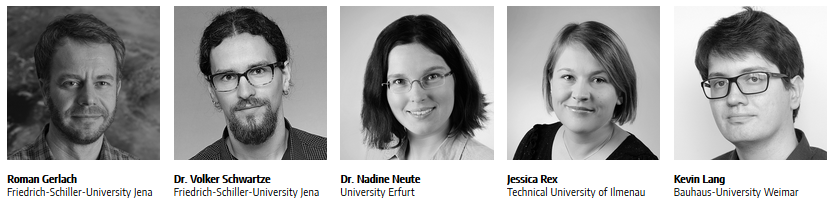 Roman Gerlach
Friedrich-Schiller-University Jena
Dr. Volker Schwartze
Friedrich-Schiller-University Jena
Dr. Nadine Neute
University Erfurt
Jessica Rex
Technical University of Ilmenau
Kevin Lang
Bauhaus-University Weimar